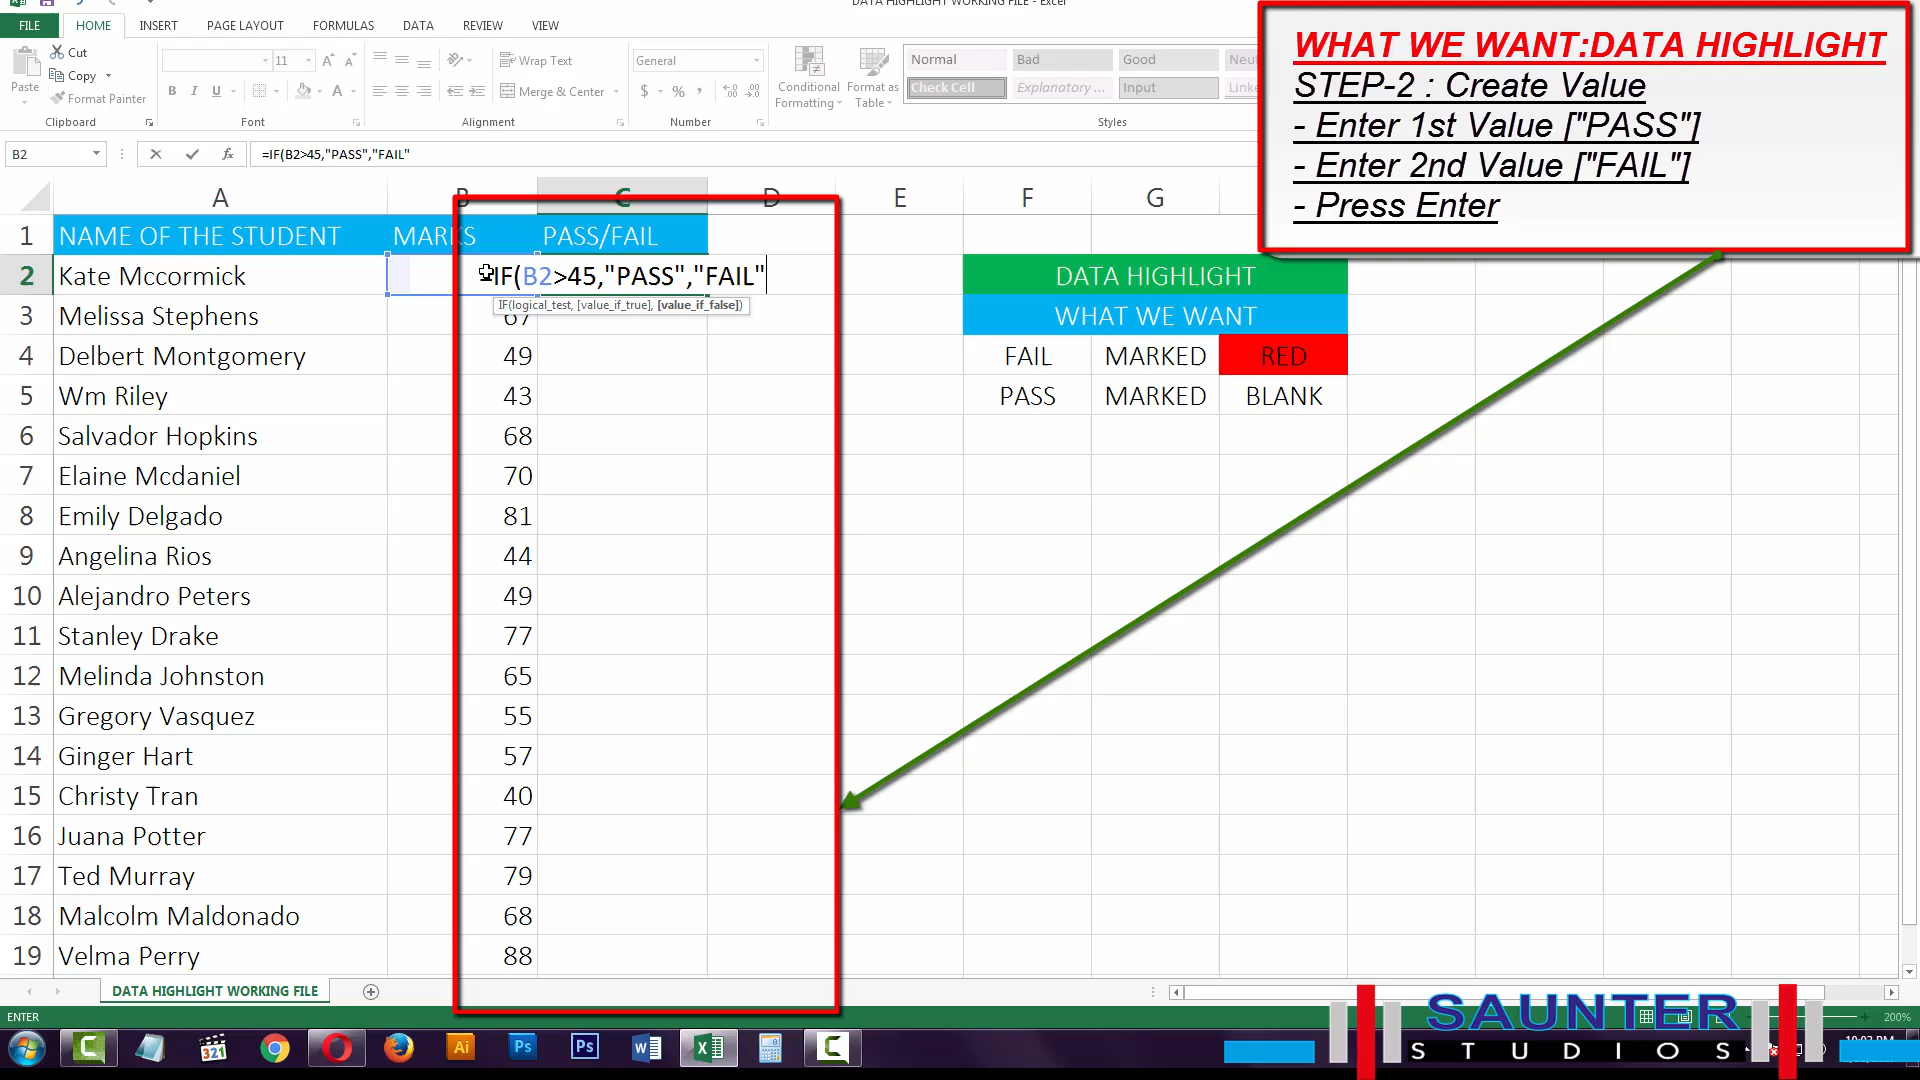 DATA HIGHLIGHT WORKING FILE - Excel
FILE HOME INSERT PAGE LAYOUT FORMULAS DATA REVIEW VIEW
Paste
Cut
Copy
Format Painter
Clipboard
11
B I U
Font
Wrap Text
Merge & Center
Alignment
General
$ % ,
Number
Conditional
Formatting
Format as
Table
Normal Bad Good
Check Cell Explanatory ... Input
Styles
WHAT WE WANT:DATA HIGHLIGHT
STEP-2 : Create Value
- Enter 1st Value ["PASS"]
- Enter 2nd Value ["FAIL"]
- Press Enter
B2 fx =IF(B2>45,"PASS","FAIL"
A B C D E F G
1 NAME OF THE STUDENT MARKS PASS/FAIL
2 Kate Mccormick =IF(B2>45,"PASS","FAIL" DATA HIGHLIGHT
IF(logical_test, [value_if_true], [value_if_false])
3 Melissa Stephens 67 WHAT WE WANT
4 Delbert Montgomery 49 FAIL MARKED RED
5 Wm Riley 43 PASS MARKED BLANK
6 Salvador Hopkins 68
7 Elaine Mcdaniel 70
8 Emily Delgado 81
9 Angelina Rios 44
10 Alejandro Peters 49
11 Stanley Drake 77
12 Melinda Johnston 65
13 Gregory Vasquez 55
14 Ginger Hart 57
15 Christy Tran 40
16 Juana Potter 77
17 Ted Murray 79
18 Malcolm Maldonado 68
19 Velma Perry 88
DATA HIGHLIGHT WORKING FILE
ENTER
200%
SAUNTER
STUDIOS
321
Ai Ps Ps